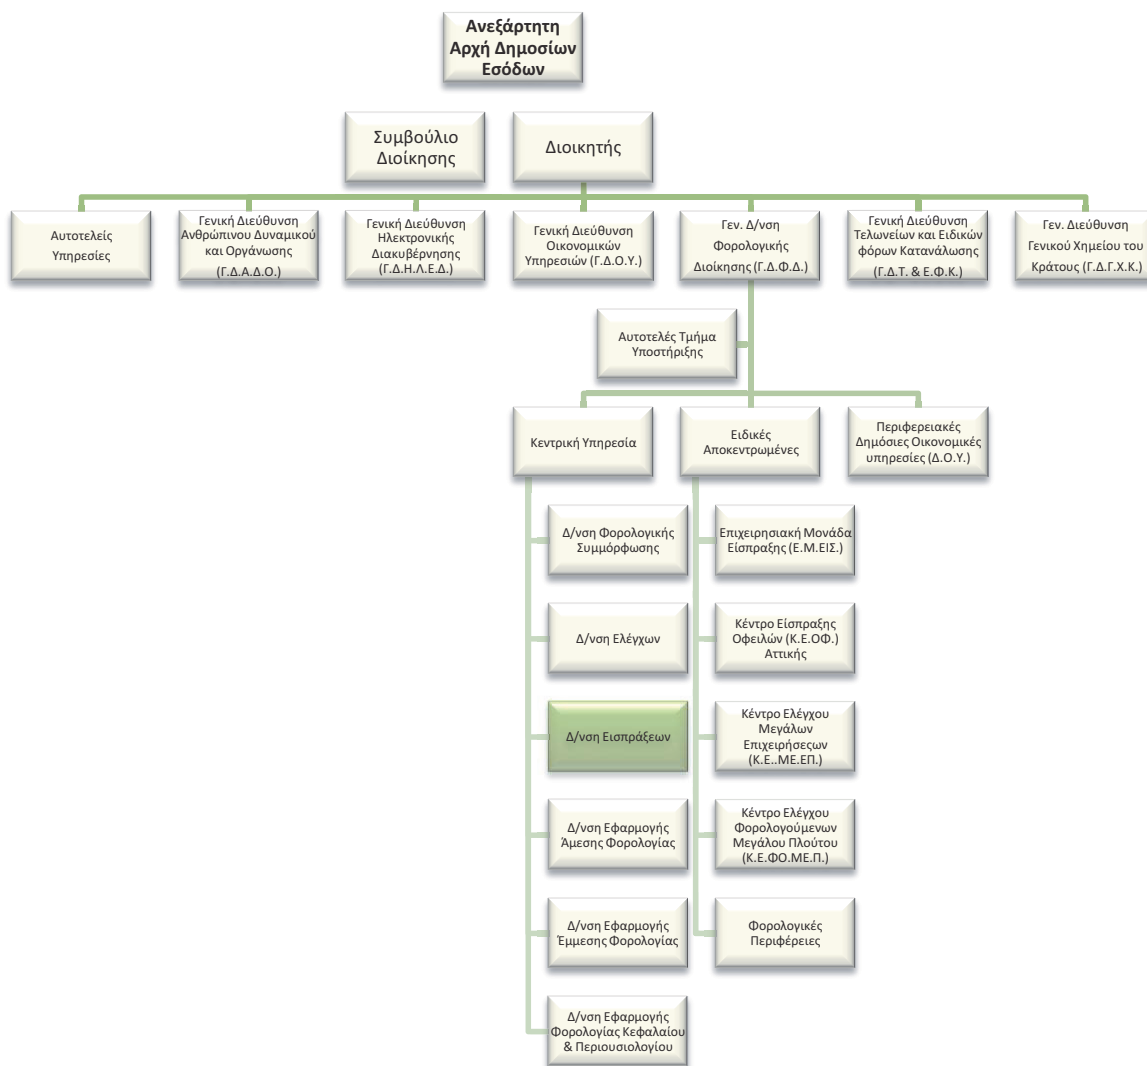 Ανεξάρτητη
Αρχή Δημοσίων
Εσόδων
Συμβούλιο
Διοίκησης
Διοικητής
Αυτοτελείς
Υπηρεσίες
Γενική Διεύθυνση
Ανθρώπινου Δυναμικού
και Οργάνωσης
(Γ.Δ.Α.Δ.Ο.)
Γενική Διεύθυνση
Ηλεκτρονικής
Διακυβέρνησης
(Γ.Δ.Η.Λ.Ε.Δ.)
Γενική Διεύθυνση
Οικονομικών
Υπηρεσιών (Γ.Δ.Ο.Υ.)
Γεν. Δ/νση
Φορολογικής
Διοίκησης (Γ.Δ.Φ.Δ.)
Γενική Διεύθυνση
Τελωνείων και Ειδικών
φόρων Κατανάλωσης
(Γ.Δ.Τ. & Ε.Φ.Κ.)
Γεν. Διεύθυνση
Γενικού Χημείου του
Κράτους (Γ.Δ.Γ.Χ.Κ.)
Αυτοτελές Τμήμα
Υποστήριξης
Κεντρική Υπηρεσία
Ειδικές
Αποκεντρωμένες
Περιφερειακές
Δημόσιες Οικονομικές
υπηρεσίες (Δ.Ο.Υ.)
Δ/νση Φορολογικής
Συμμόρφωσης
Δ/νση Ελέγχων
Δ/νση Εισπράξεων
Δ/νση Εφαρμογής
Άμεσης Φορολογίας
Δ/νση Εφαρμογής
Έμμεσης Φορολογίας
Δ/νση Εφαρμογής
Φορολογίας Κεφαλαίου
& Περιουσιολογίου
Επιχειρησιακή Μονάδα
Είσπραξης (Ε.Μ.ΕΙΣ.)
Κέντρο Είσπραξης
Οφειλών (Κ.Ε.ΟΦ.)
Αττικής
Κέντρο Ελέγχου
Μεγάλων
Επιχειρήσεςων
(Κ.Ε..ΜΕ.ΕΠ.)
Κέντρο Ελέγχου
Φορολογούμενων
Μεγάλου Πλούτου
(Κ.Ε.ΦΟ.ΜΕ.Π.)
Φορολογικές
Περιφέρειες